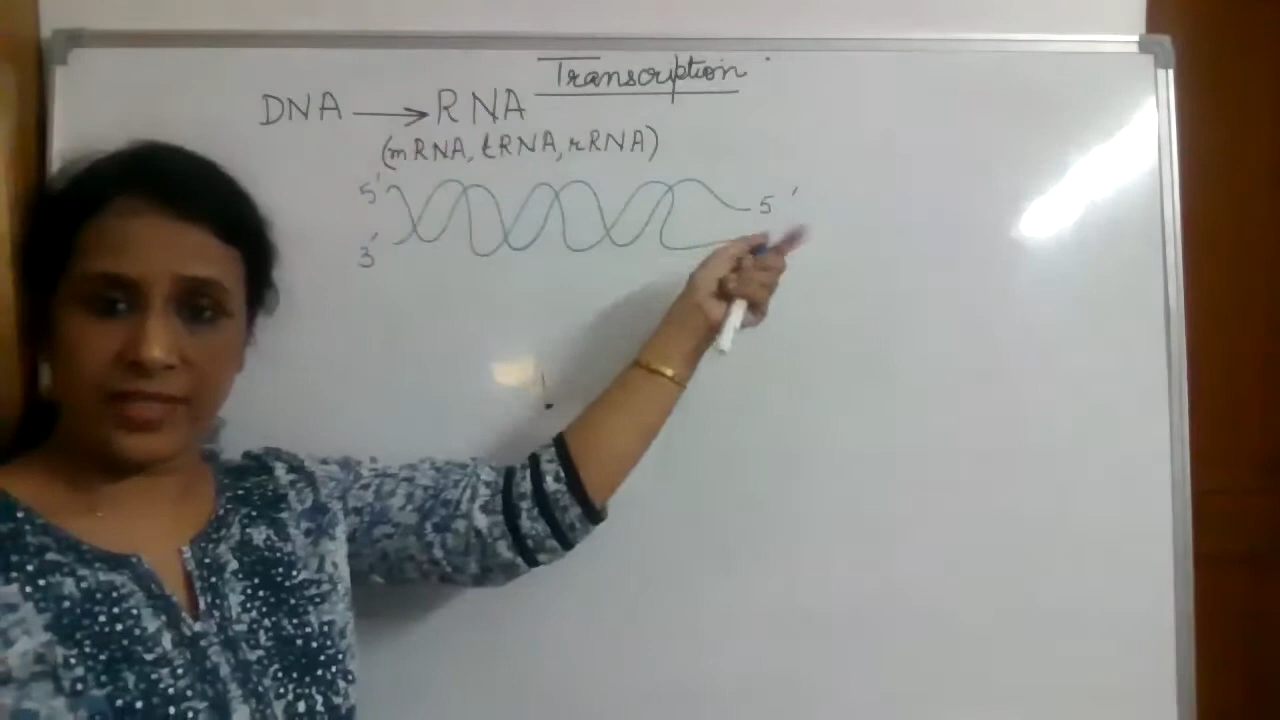 Transcription
DNA → RNA
(mRNA, tRNA, rRNA)
5' 5'
3'